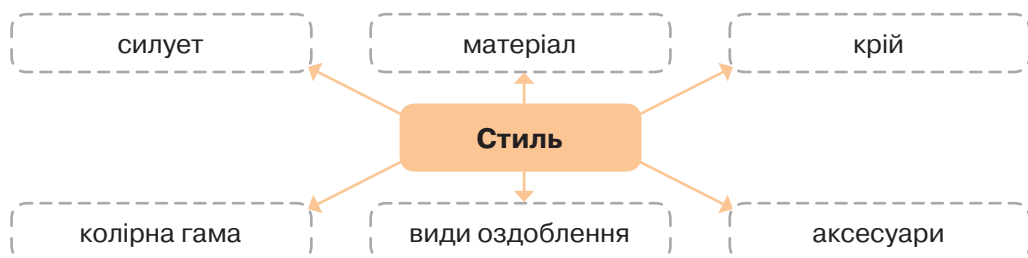 силует
матеріал
крій
Стиль
колірна гама
види оздоблення
аксесуари